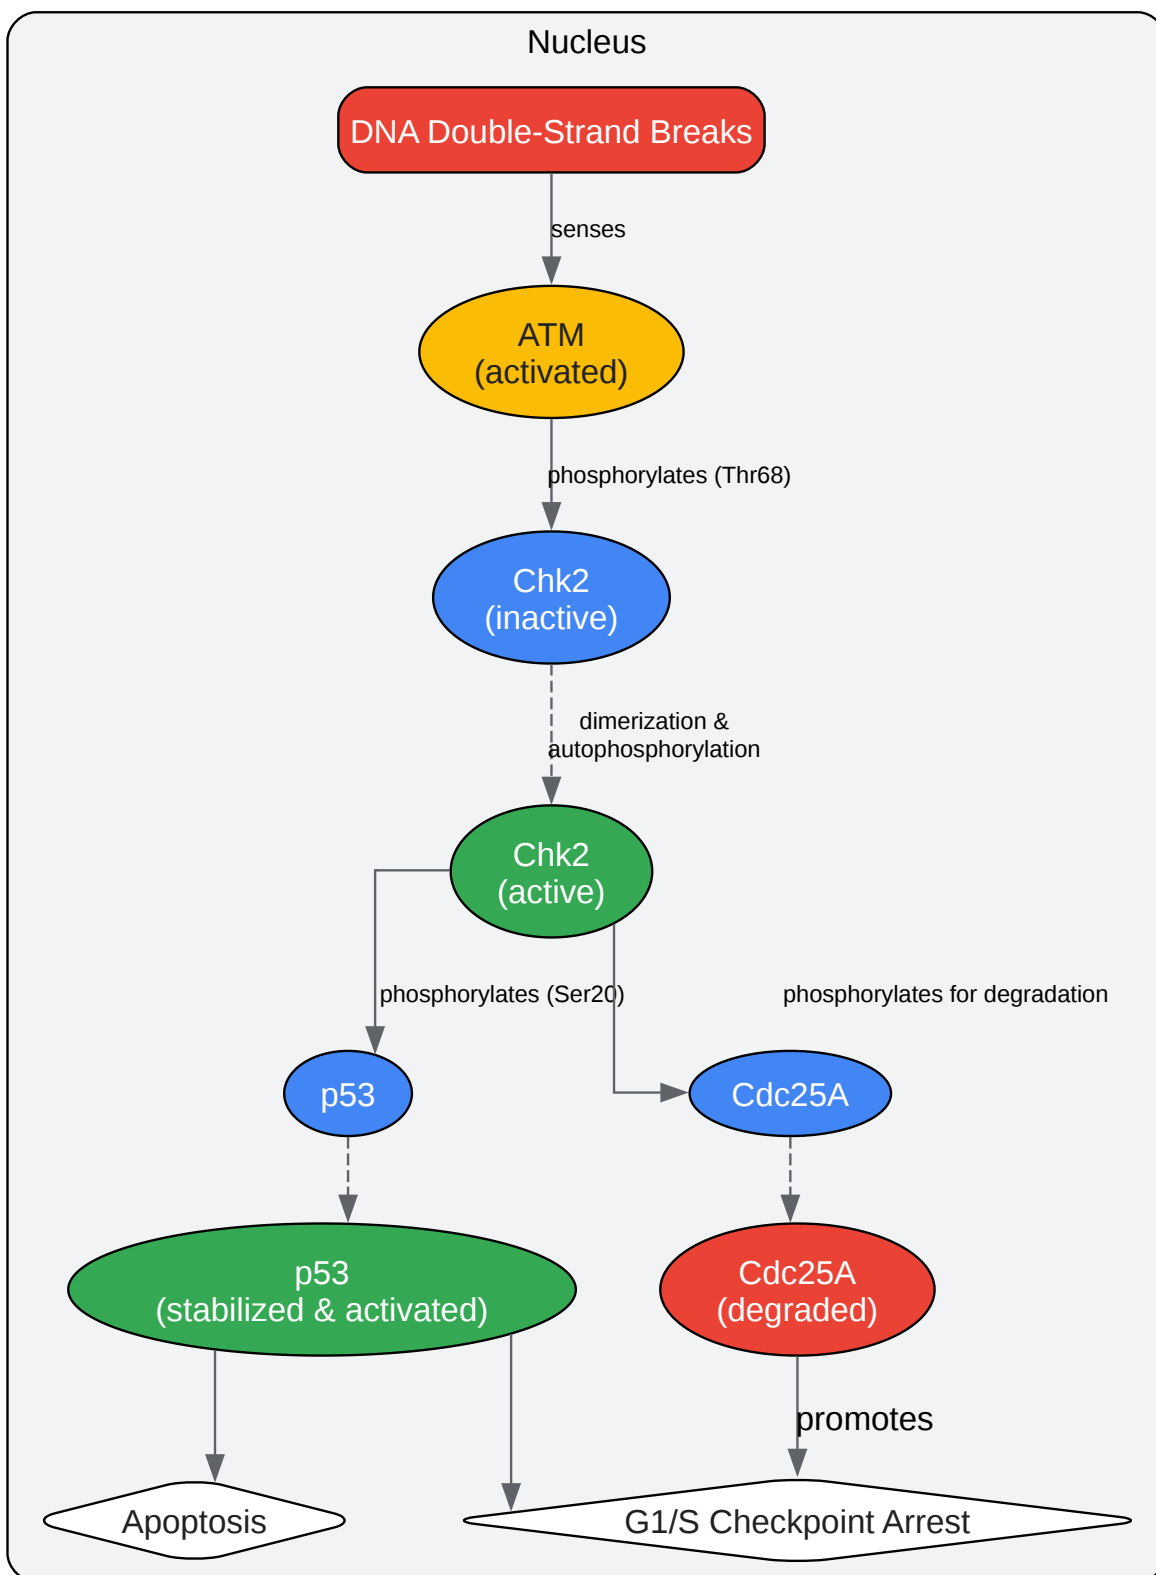 Nucleus
DNA Double-Strand Breaks
senses
ATM
(activated)
phosphorylates (Thr68)
Chk2
(inactive)
dimerization &
autophosphorylation
Chk2
(active)
phosphorylates (Ser20)
phosphorylates for degradation
p53
Cdc25A
p53
(stabilized & activated)
Cdc25A
(degraded)
promotes
Apoptosis
G1/S Checkpoint Arrest